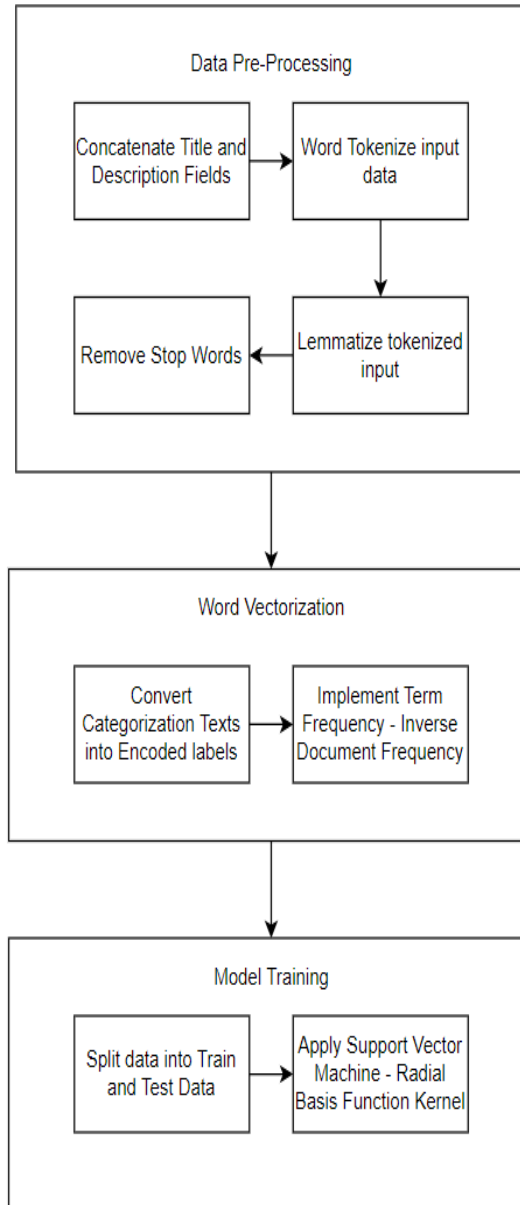 Data Pre-Processing
Concatenate Title and
Description Fields
Word Tokenize input
data
Remove Stop Words
Lemmatize tokenized
input
Word Vectorization
Convert
Categorization Texts
into Encoded labels
Implement Term
Frequency - Inverse
Document Frequency
Model Training
Split data into Train
and Test Data
Apply Support Vector
Machine - Radial
Basis Function Kernel